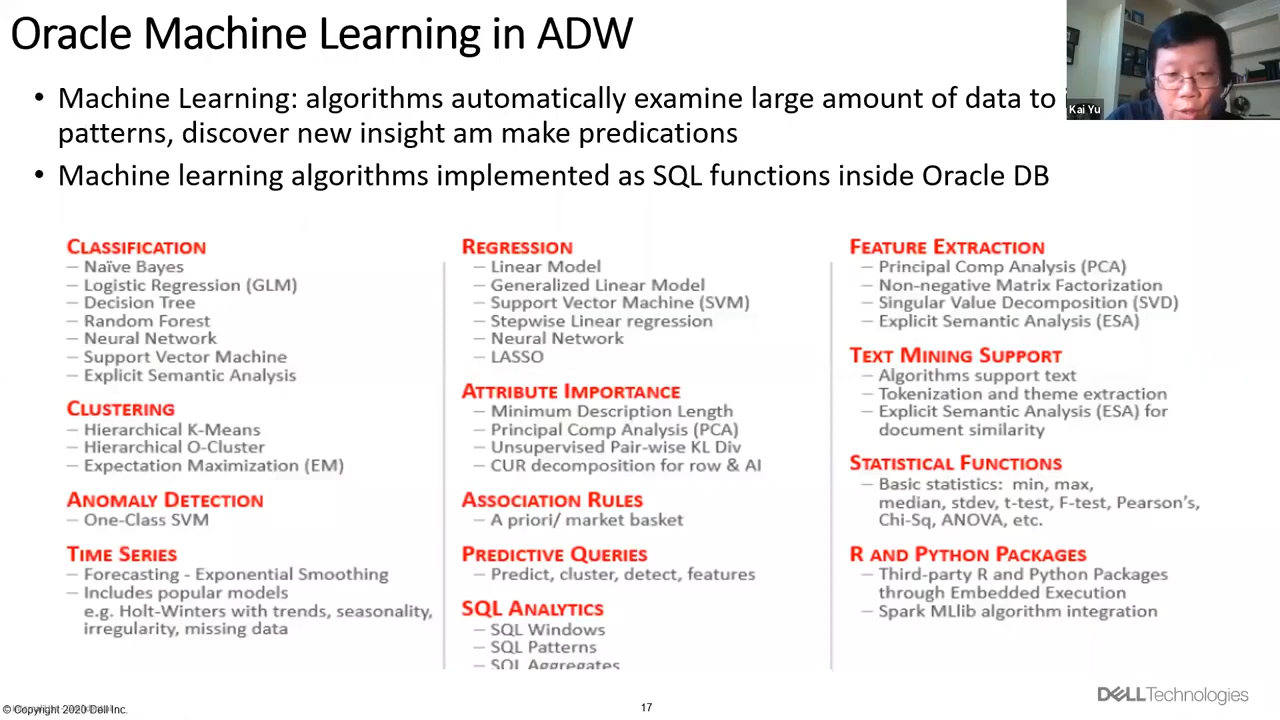 Oracle Machine Learning in ADW
• Machine Learning: algorithms automatically examine large amount of data to
patterns, discover new insight am make predications
• Machine learning algorithms implemented as SQL functions inside Oracle DB
Kai Yu
CLASSIFICATION
– Naïve Bayes
– Logistic Regression (GLM)
– Decision Tree
– Random Forest
– Neural Network
– Support Vector Machine
– Explicit Semantic Analysis
CLUSTERING
– Hierarchical K-Means
– Hierarchical O-Cluster
– Expectation Maximization (EM)
ANOMALY DETECTION
– One-Class SVM
TIME SERIES
– Forecasting - Exponential Smoothing
– Includes popular models
e.g. Holt-Winters with trends, seasonality,
irregularity, missing data
REGRESSION
– Linear Model
– Generalized Linear Model
– Support Vector Machine (SVM)
– Stepwise Linear regression
– Neural Network
– LASSO
ATTRIBUTE IMPORTANCE
– Minimum Description Length
– Principal Comp Analysis (PCA)
– Unsupervised Pair-wise KL Div
– CUR decomposition for row & AI
ASSOCIATION RULES
– A priori/ market basket
PREDICTIVE QUERIES
– Predict, cluster, detect, features
SQL ANALYTICS
– SQL Windows
– SQL Patterns
– SQL Aggregates
FEATURE EXTRACTION
– Principal Comp Analysis (PCA)
– Non-negative Matrix Factorization
– Singular Value Decomposition (SVD)
– Explicit Semantic Analysis (ESA)
TEXT MINING SUPPORT
– Algorithms support text
– Tokenization and theme extraction
– Explicit Semantic Analysis (ESA) for
document similarity
STATISTICAL FUNCTIONS
– Basic statistics: min, max,
median, stdev, t-test, F-test, Pearson's,
Chi-Sq, ANOVA, etc.
R AND PYTHON PACKAGES
– Third-party R and Python Packages
through Embedded Execution
– Spark MLlib algorithm integration
© Copyright 2020 Dell Inc.
17
DELLTechnologies